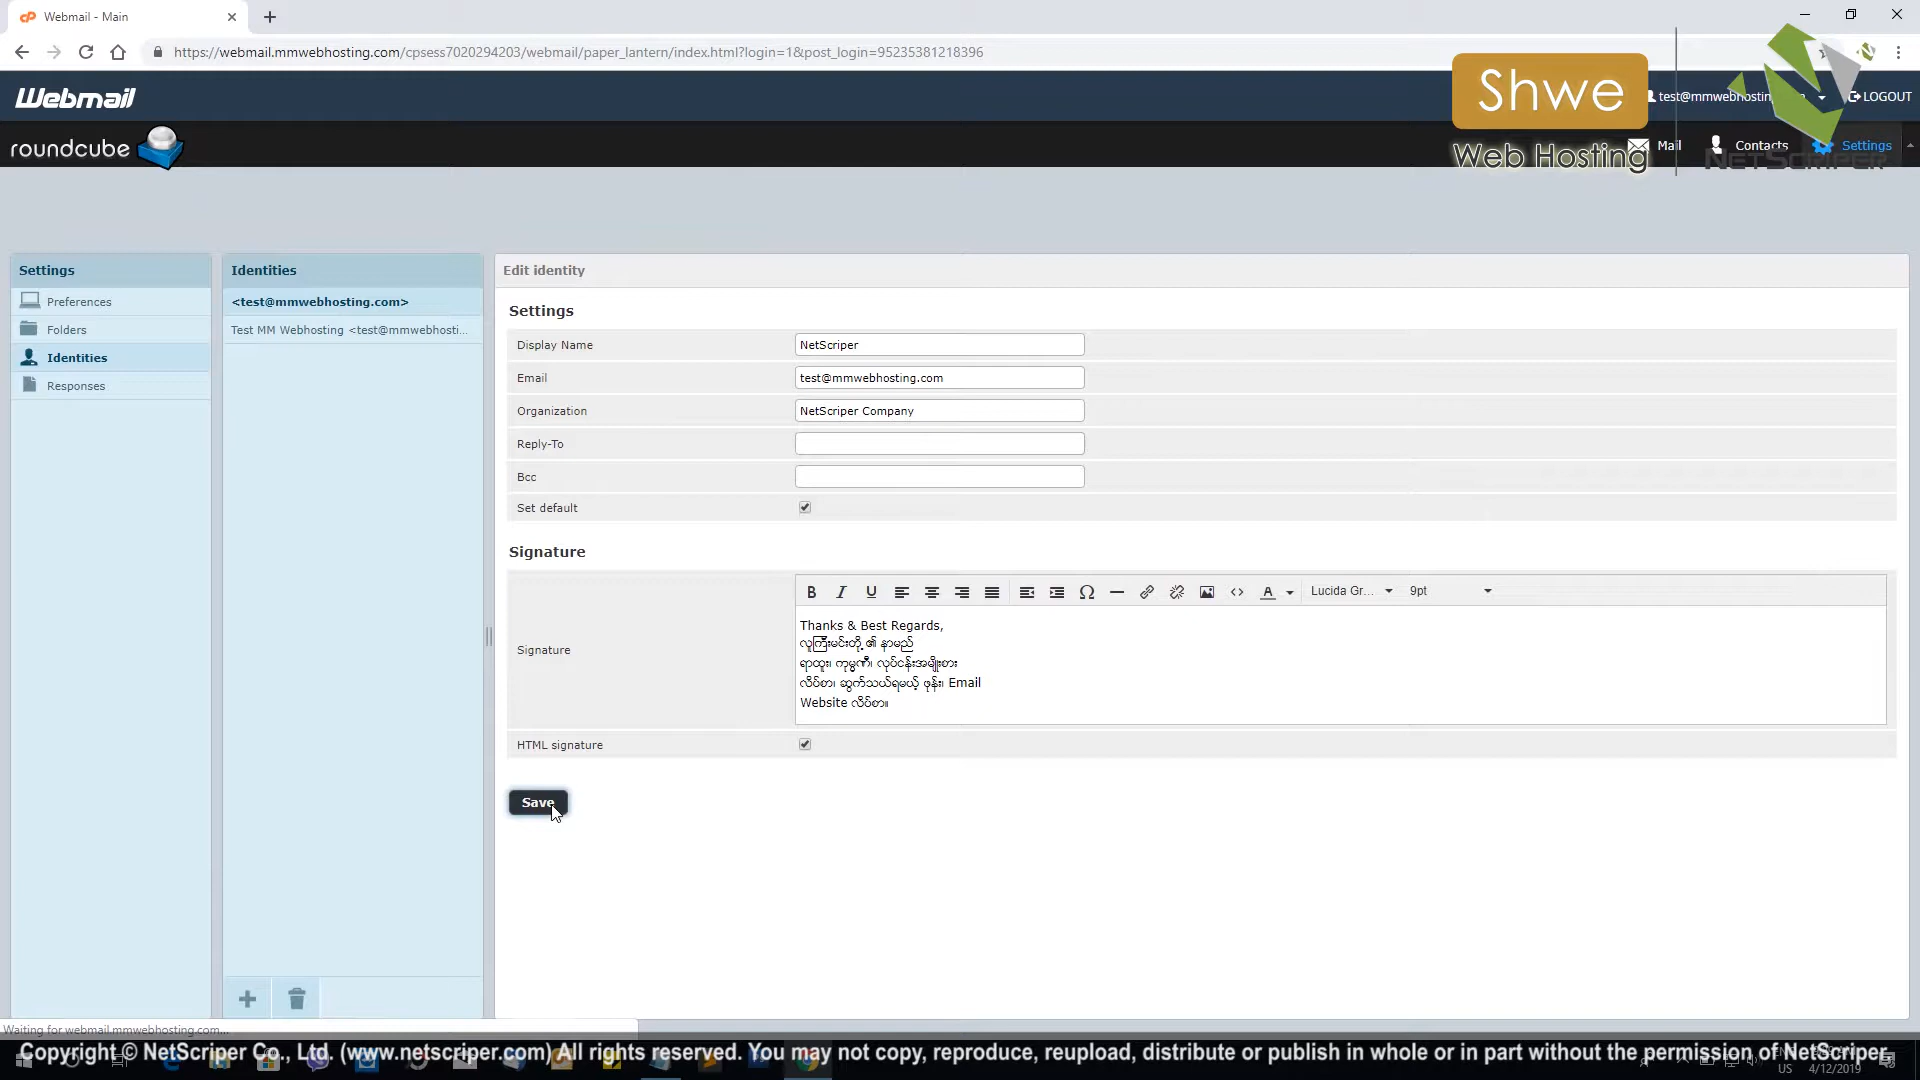 Webmail - Main
https://webmail.mmwebhosting.com/cpsess7020294203/webmail/paper_lantern/index.html?login=1&post_login=95235381218396
Webmail
Shwe
Web Hosting
LOGOUT
roundcube
Mail
Contacts
Settings
NETSCRIPER
Settings
Preferences
Folders
Identities
Responses
Identities
<test@mmwebhosting.com>
Test MM Webhosting <test@mmwebhosti...
Edit identity
Settings
Display Name
NetScriper
Email
test@mmwebhosting.com
Organization
NetScriper Company
Reply-To
Bcc
Set default
Signature
Signature
B I U
A
Lucida Gr...
9pt
Thanks & Best Regards,
လူကြီးမင်းတို့ ၏ နာမည်
ရာထူး၊ ကုမ္ပဏီ၊ လုပ်ငန်းအမျိုးစား
လိပ်စာ၊ ဆွက်သယ်ရမယ့် ဖုန်း၊ Email
Website လိပ်စာ။
HTML signature
Save
Waiting for webmail.mmwebhosting.com...
Copyright © NetScriper Co., Ltd. (www.netscriper.com) All rights reserved. You may not copy, reproduce, reupload, distribute or publish in whole or in part without the permission of NetScriper.
US
4/12/2019